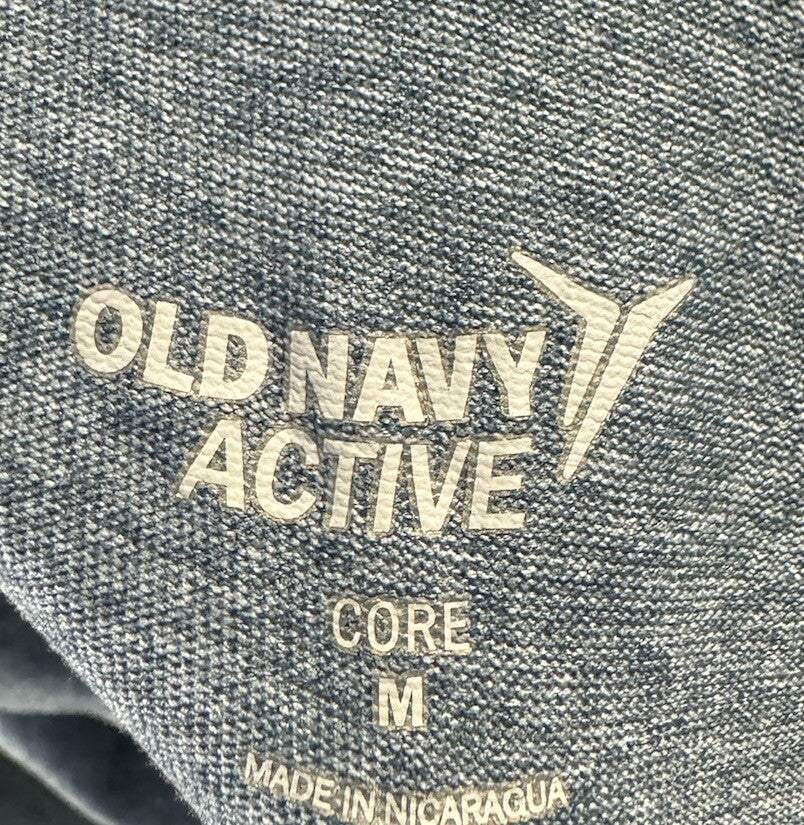 OLD NAVY
ACTIVE
CORE
M
MADE IN NICARAGUA